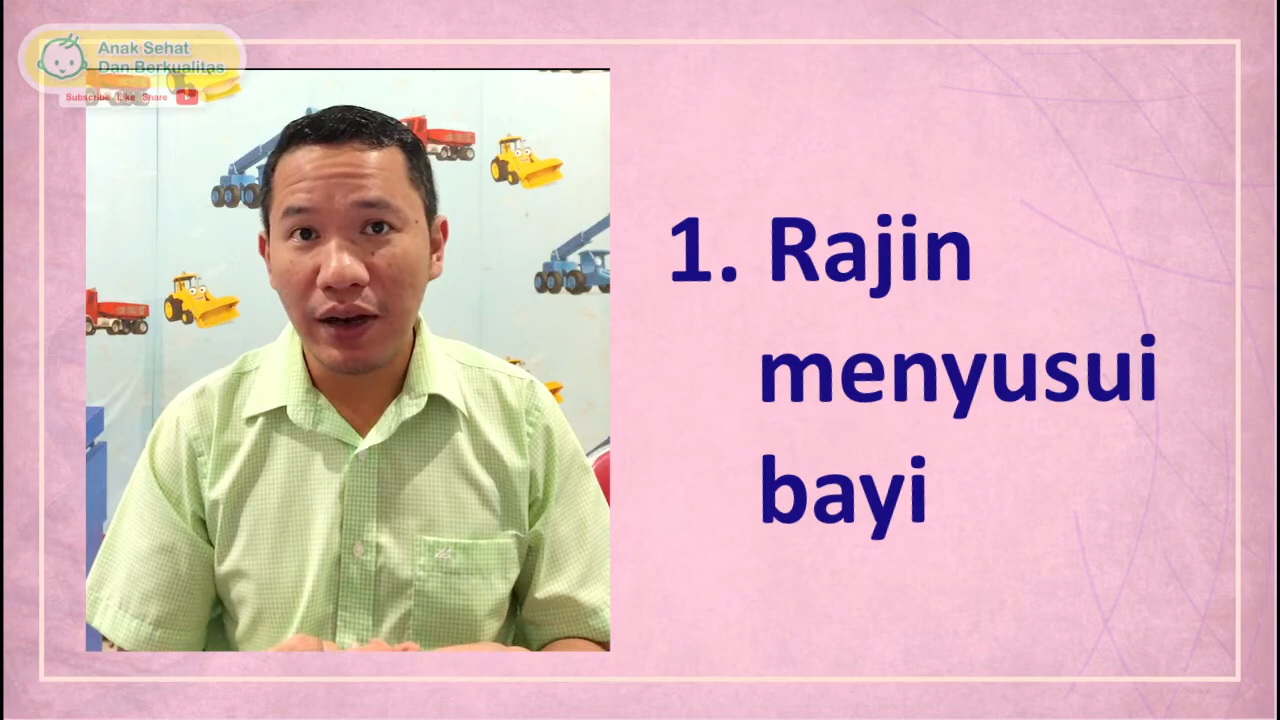 Anak Sehat
Dan Berkualitas
Subscribe Like Share
1. Rajin
menyusui
bayi